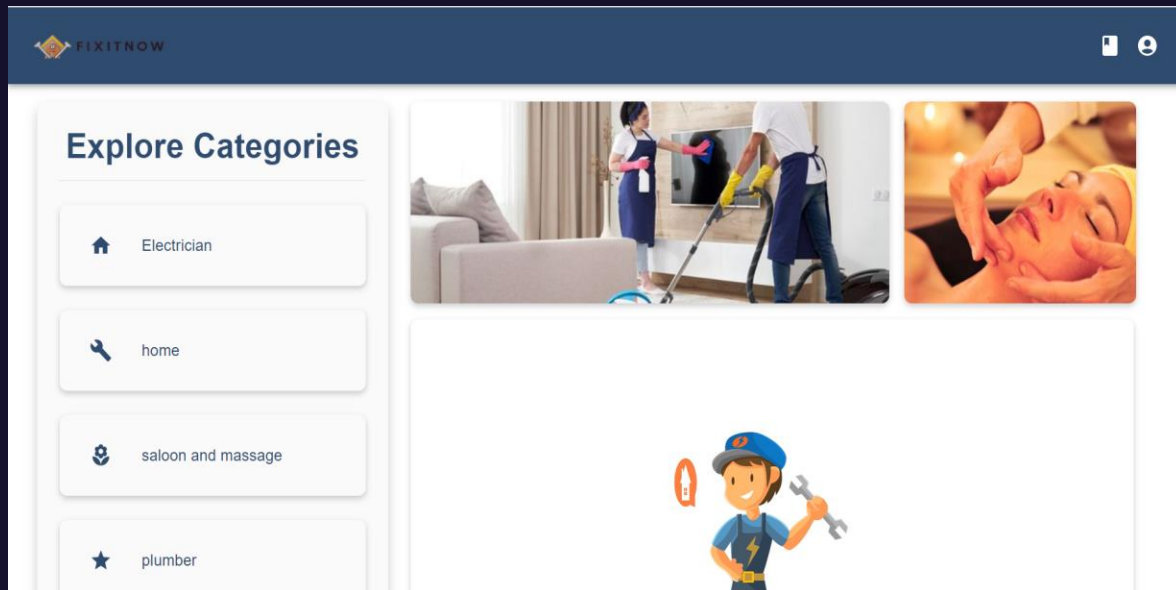 FIXITNOW
Explore Categories
Electrician
home
saloon and massage
plumber